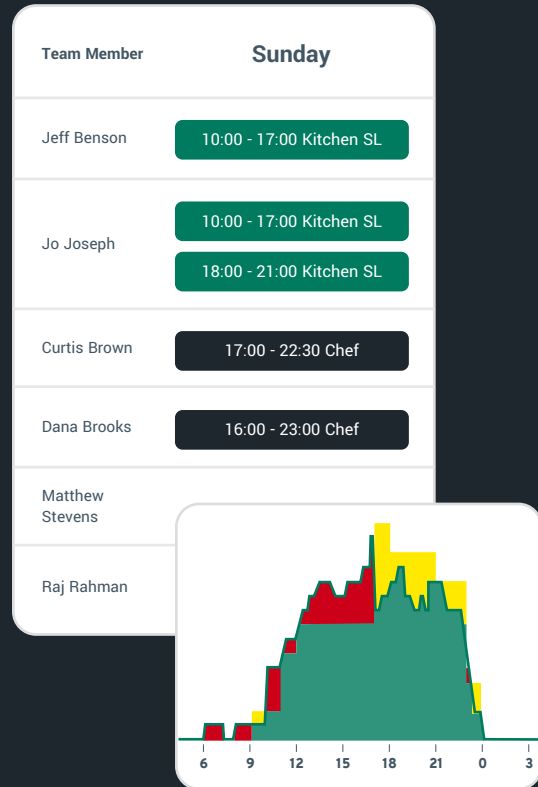 Team Member Sunday
Jeff Benson 10:00 - 17:00 Kitchen SL
10:00 - 17:00 Kitchen SL
Jo Joseph
18:00 - 21:00 Kitchen SL
Curtis Brown 17:00 - 22:30 Chef
Dana Brooks 16:00 - 23:00 Chef
Matthew
Stevens
Raj Rahman
6 9 12 15 18 21 0 3